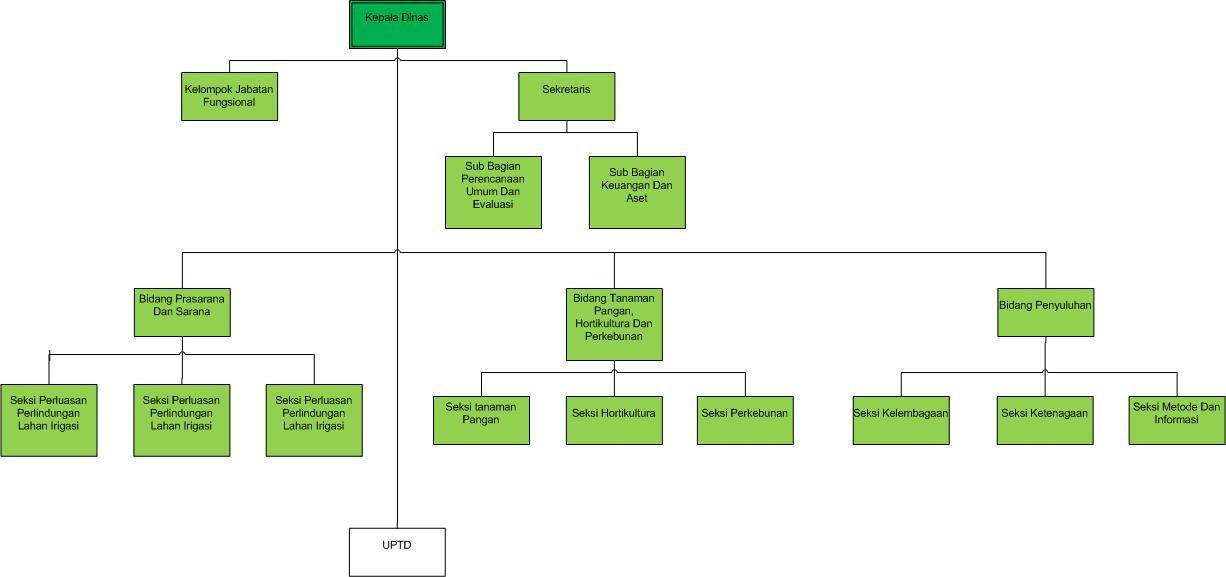 Kepala Dinas
Kelompok Jabatan
Fungsional
Sekretaris
Sub Bagian
Perencanaan
Umum Dan
Evaluasi
Sub Bagian
Keuangan Dan
Aset
Bidang Prasarana
Dan Sarana
Bidang Tanaman
Pangan,
Hortikultura Dan
Perkebunan
Bidang Penyuluhan
Seksi Perluasan
Perlindungan
Lahan Irigasi
Seksi Perluasan
Perlindungan
Lahan Irigasi
Seksi Perluasan
Perlindungan
Lahan Irigasi
Seksi tanaman
Pangan
Seksi Hortikultura
Seksi Perkebunan
Seksi Kelembagaan
Seksi Ketenagaan
Seksi Metode Dan
Informasi
UPTD